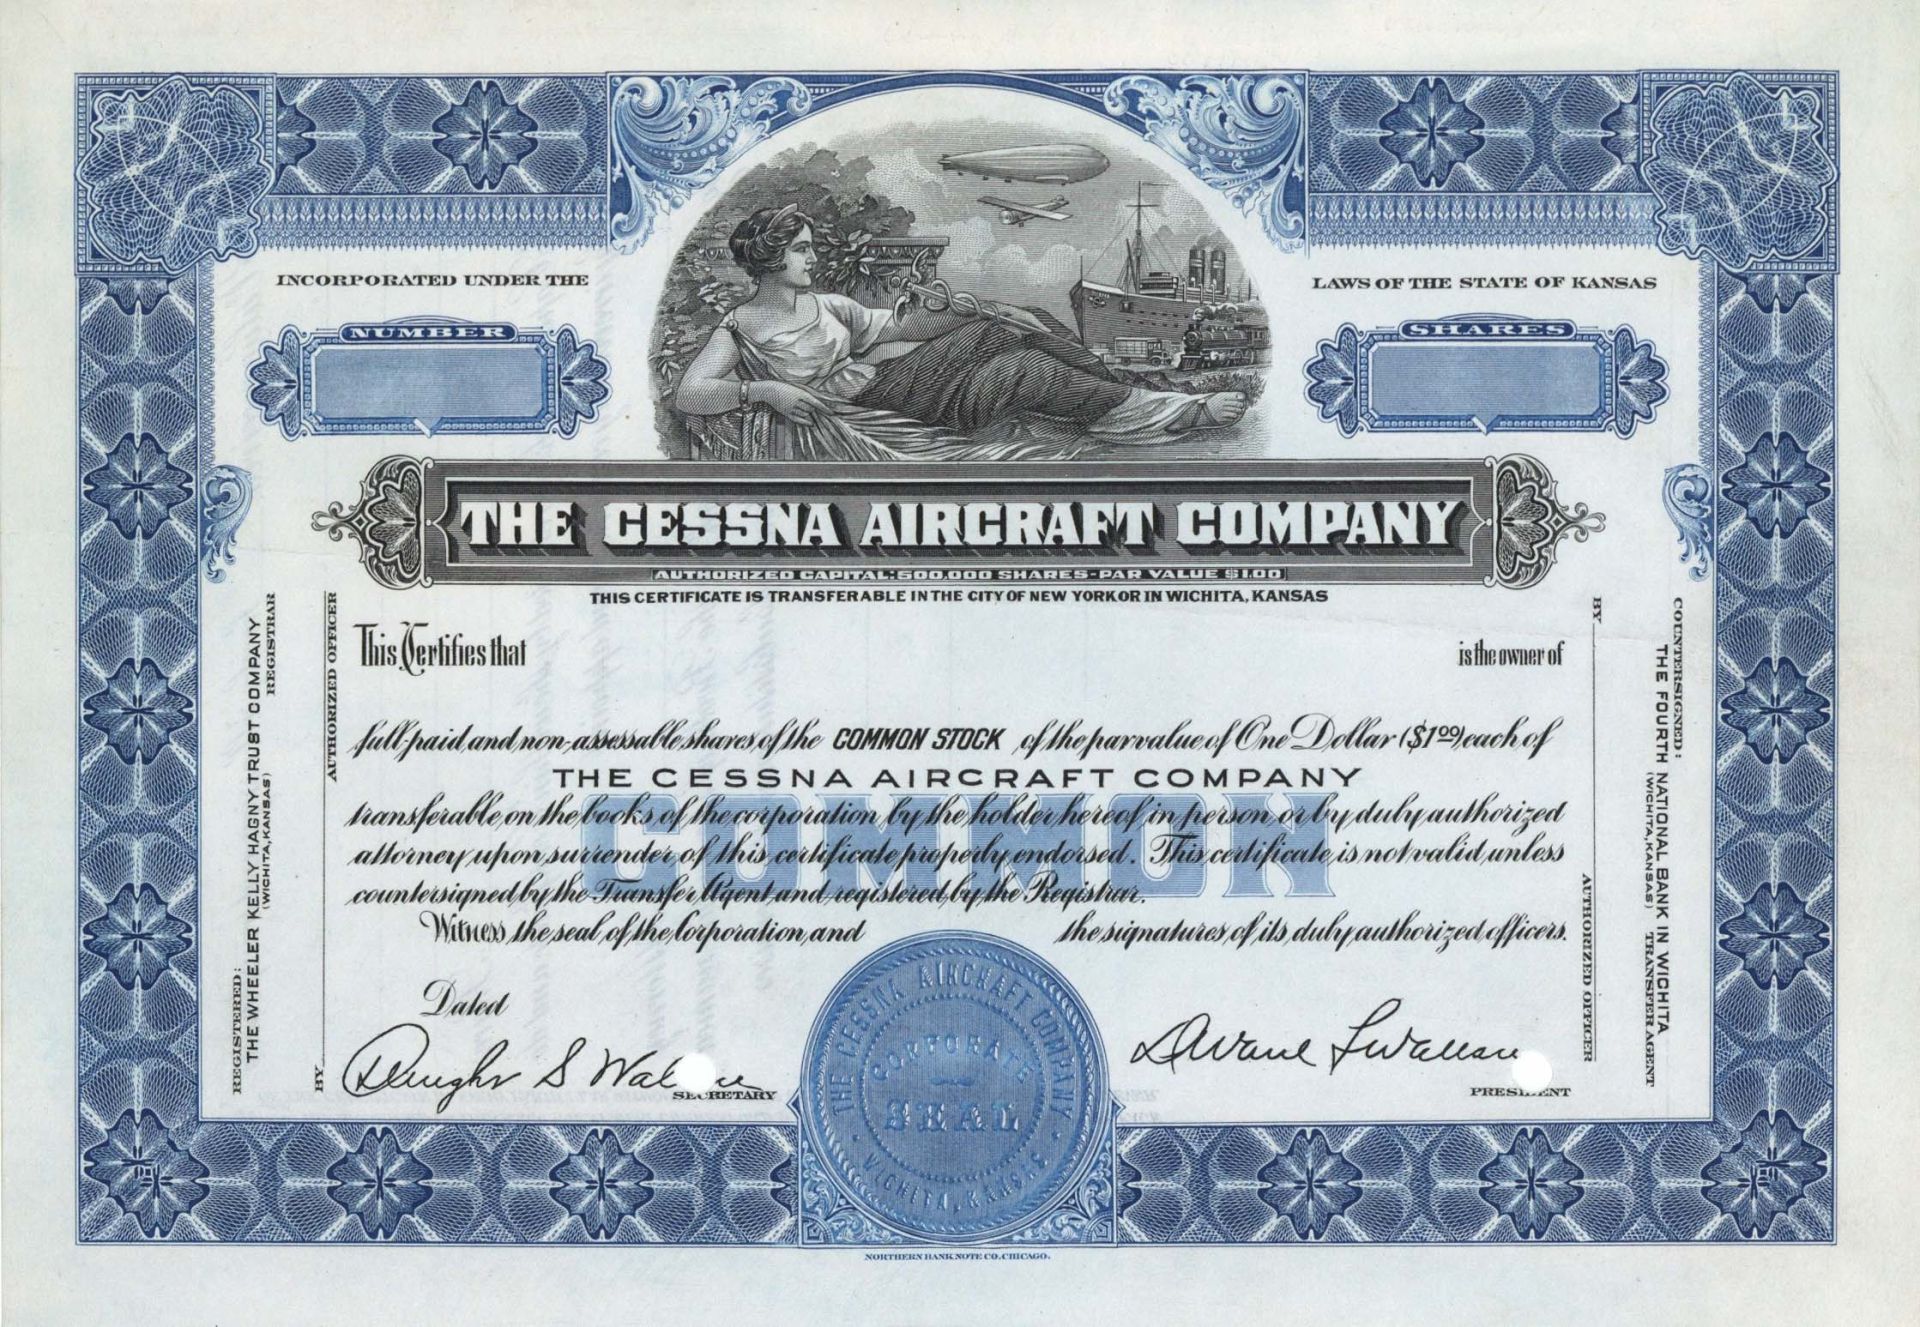 INCORPORATED UNDER THE
LAWS OF THE STATE OF KANSAS
NUMBER
SHARES
THE CESSNA AIRCRAFT COMPANY
AUTHORIZED CAPITAL: 500,000 SHARES-PAR VALUE $1.00
THIS CERTIFICATE IS TRANSFERABLE IN THE CITY OF NEW YORK OR IN WICHITA, KANSAS
This Certifies that
is the owner of
full-paid and non-assessable shares of the COMMON STOCK of the par value of One Dollar ($1.00) each of
THE CESSNA AIRCRAFT COMPANY
COMMON
transferable on the books of the corporation by the holder hereof in person or by duly authorized
attorney upon surrender of this certificate properly endorsed. This certificate is not valid unless
countersigned by the Transfer Agent and registered by the Registrar.
Witness the seal of the Corporation and the signatures of its duly authorized officers.
Dated
Dwight S Wallace
SECRETARY
Dwane L Wallace
PRESIDENT
THE CESSNA AIRCRAFT COMPANY
CORPORATE
SEAL
WICHITA, KANSAS
REGISTERED:
THE WHEELER KELLY HAGNY TRUST COMPANY
(WICHITA, KANSAS)
REGISTRAR
BY
AUTHORIZED OFFICER
COUNTERSIGNED:
THE FOURTH NATIONAL BANK IN WICHITA
(WICHITA, KANSAS)
TRANSFER AGENT
BY
AUTHORIZED OFFICER
NORTHERN BANK NOTE CO. CHICAGO.